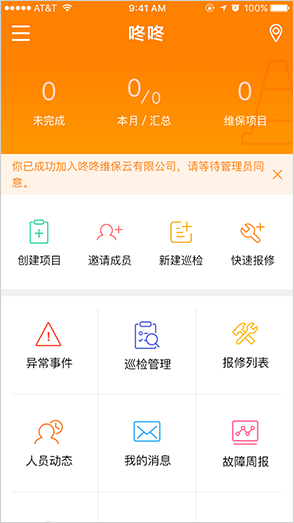 AT&T 9:41 AM 100%
咚咚
0 0/0 0
未完成 本月 / 汇总 维保项目
你已成功加入咚咚维保云有限公司，请等待管理员同
意。
创建项目 邀请成员 新建巡检 快速报修
异常事件 巡检管理 报修列表
人员动态 我的消息 故障周报